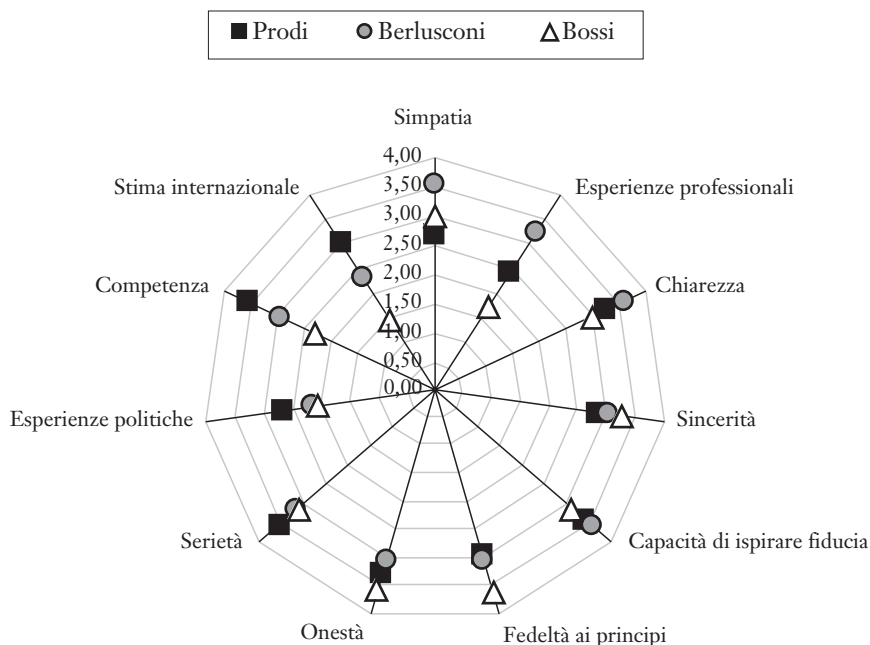 Prodi Berlusconi Bossi
Simpatia
4,00
3,50
3,00
2,50
2,00
1,50
1,00
0,50
0,00
Stima internazionale
Esperienze professionali
Competenza
Chiarezza
Esperienze politiche
Sincerità
Serietà
Capacità di ispirare fiducia
Onestà
Fedeltà ai principi